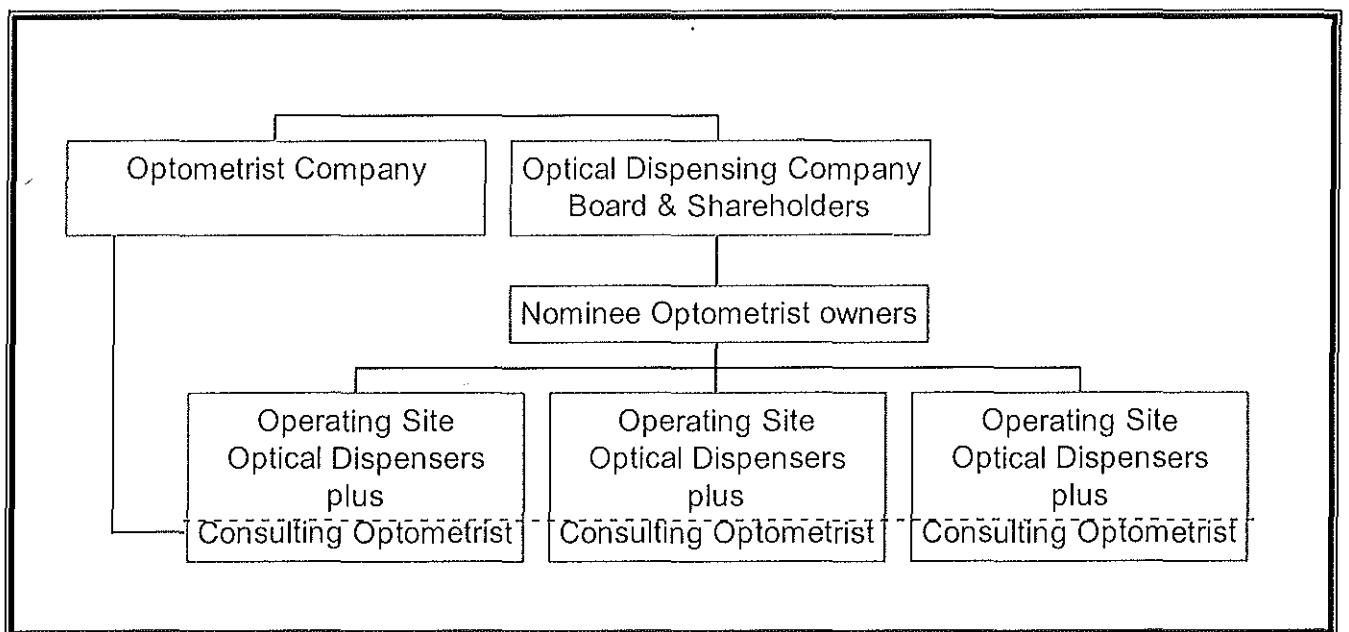 Optometrist Company
Optical Dispensing Company
Board & Shareholders
Nominee Optometrist owners
Operating Site
Optical Dispensers
plus
Consulting Optometrist
Operating Site
Optical Dispensers
plus
Consulting Optometrist
Operating Site
Optical Dispensers
plus
Consulting Optometrist